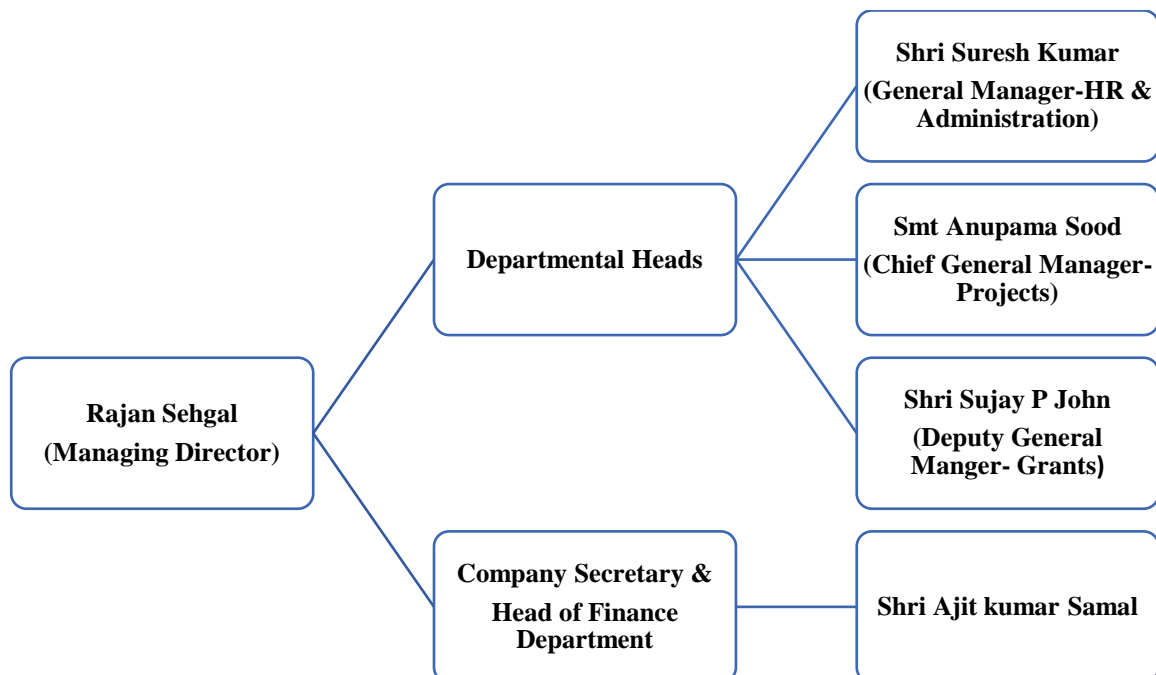 Shri Suresh Kumar
(General Manager-HR &
Administration)
Smt Anupama Sood
(Chief General Manager-
Projects)
Departmental Heads
Shri Sujay P John
(Deputy General
Manger- Grants)
Rajan Sehgal
(Managing Director)
Company Secretary &
Head of Finance
Department
Shri Ajit kumar Samal